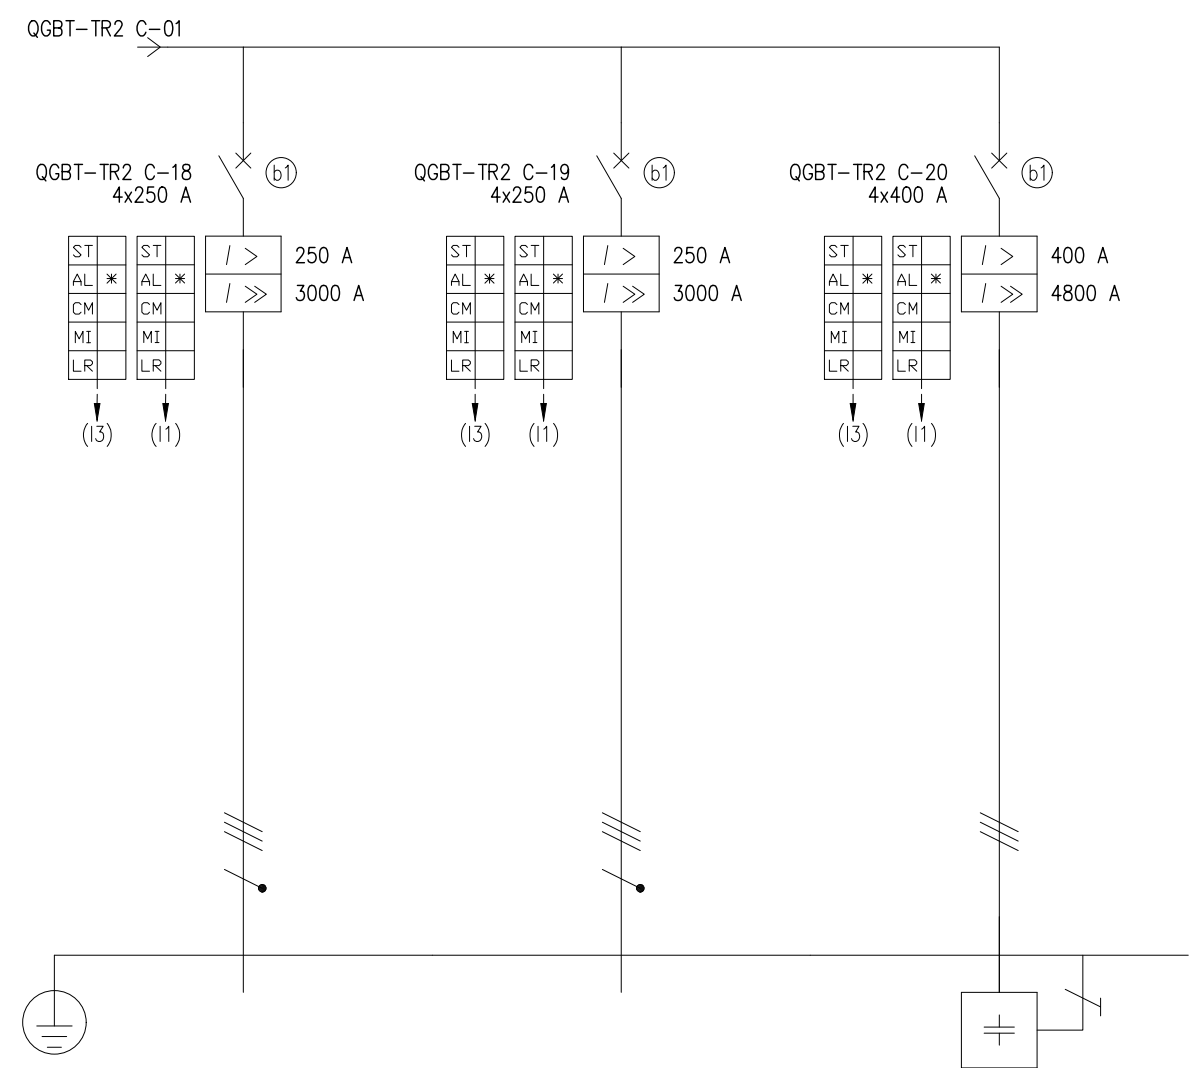 QGBT-TR2 C-01
QGBT-TR2 C-18
4x250 A
b1
ST
AL *
CM
MI
LR
(I3)
ST
AL *
CM
MI
LR
(I1)
I > 250 A
I >> 3000 A
QGBT-TR2 C-19
4x250 A
b1
ST
AL *
CM
MI
LR
(I3)
ST
AL *
CM
MI
LR
(I1)
I > 250 A
I >> 3000 A
QGBT-TR2 C-20
4x400 A
b1
ST
AL *
CM
MI
LR
(I3)
ST
AL *
CM
MI
LR
(I1)
I > 400 A
I >> 4800 A